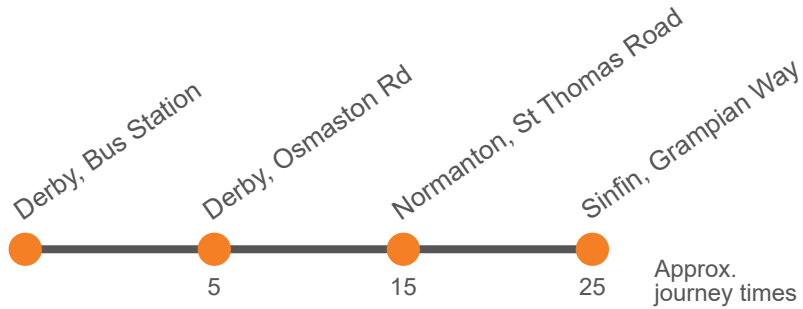 Derby, Bus Station
Derby, Osmaston Rd
Normanton, St Thomas Road
Sinfin, Grampian Way
5
15
25
Approx.
journey times